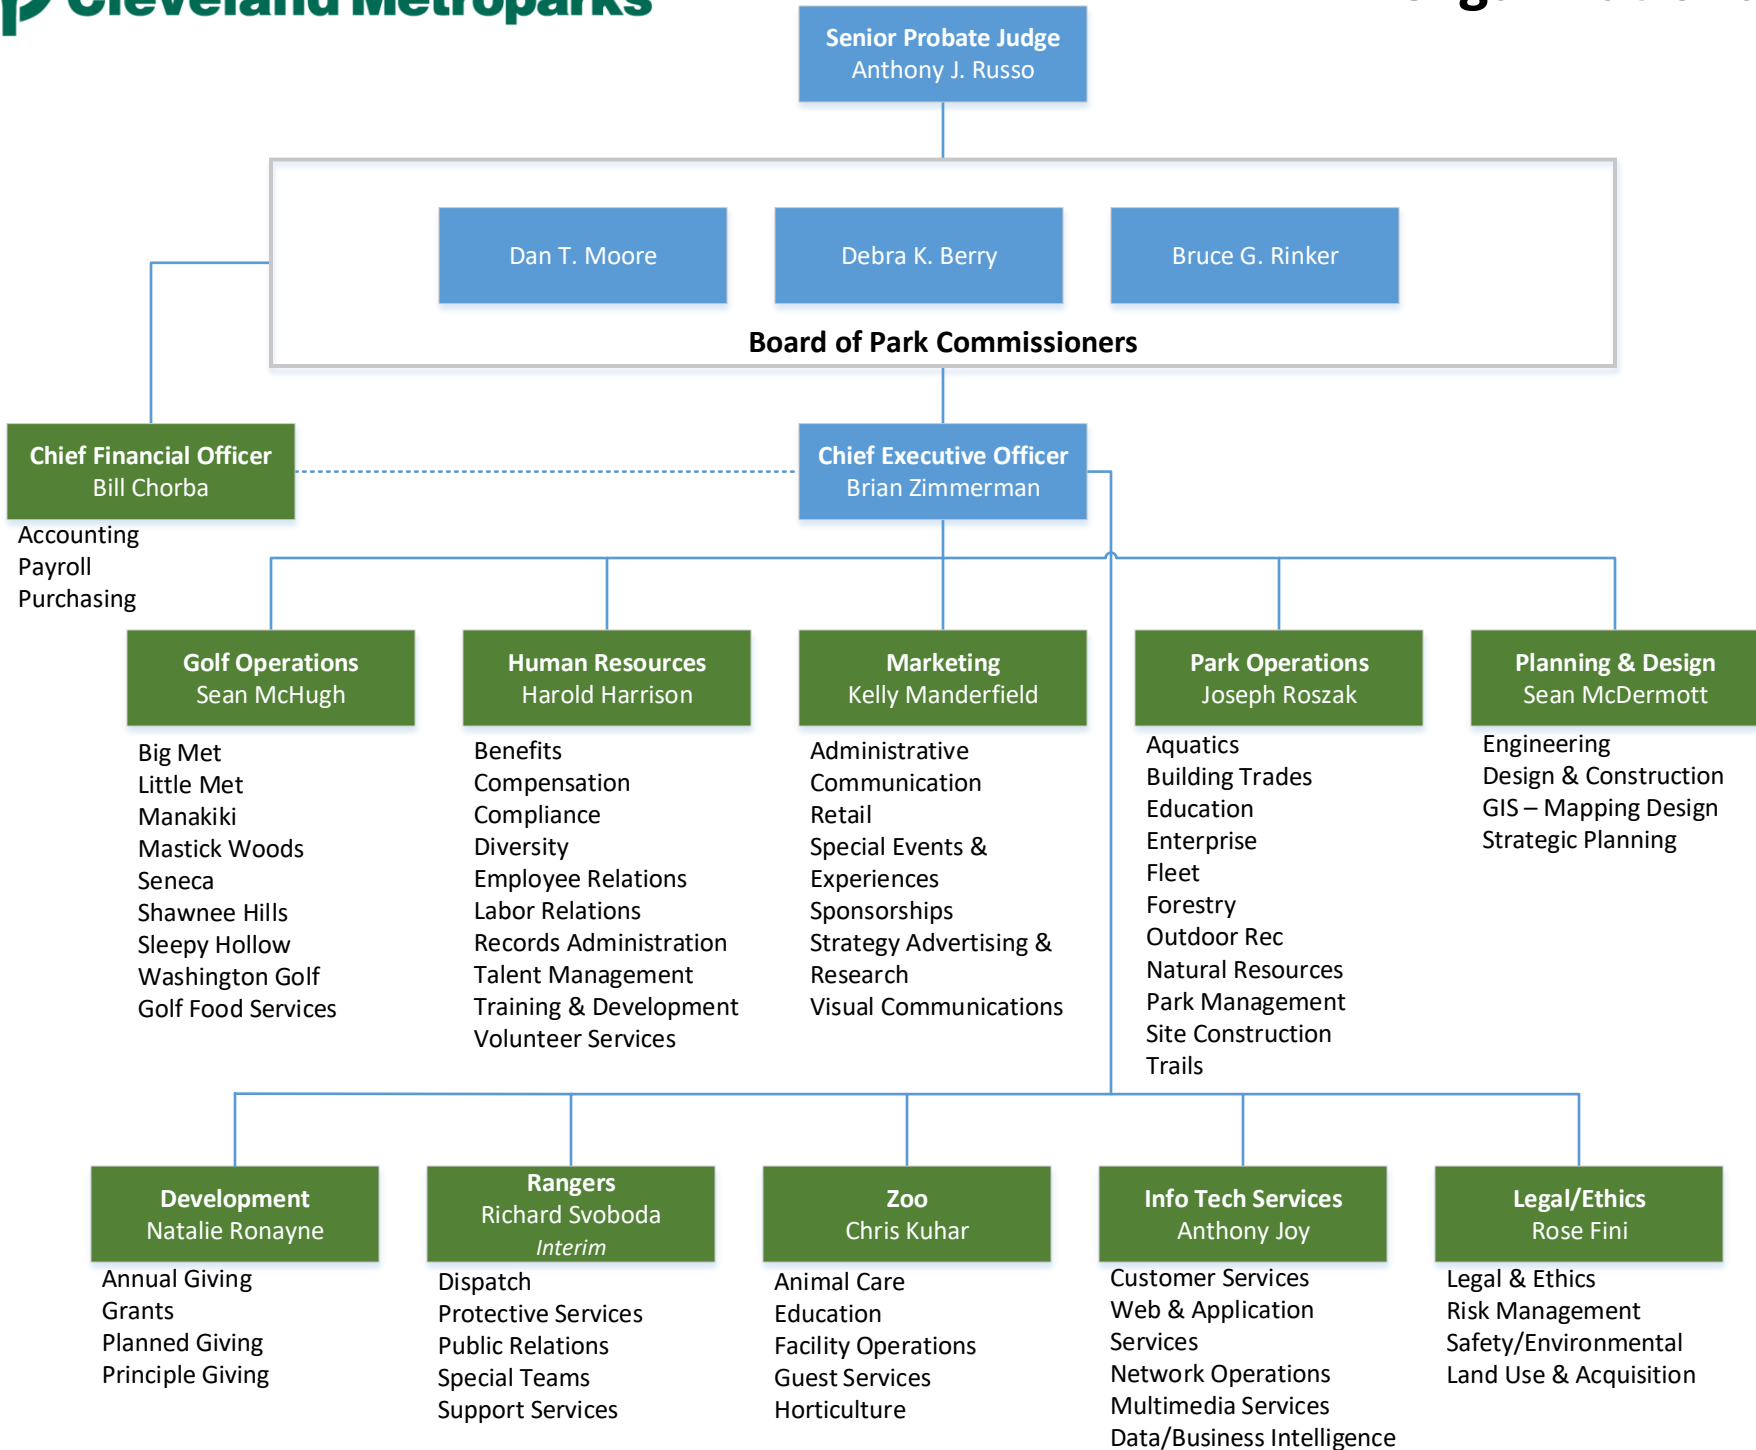 Cleveland Metroparks
Senior Probate Judge
Anthony J. Russo
Dan T. Moore
Debra K. Berry
Bruce G. Rinker
Board of Park Commissioners
Chief Financial Officer
Bill Chorba
Accounting
Payroll
Purchasing
Chief Executive Officer
Brian Zimmerman
Golf Operations
Sean McHugh
Big Met
Little Met
Manakiki
Mastick Woods
Seneca
Shawnee Hills
Sleepy Hollow
Washington Golf
Golf Food Services
Human Resources
Harold Harrison
Benefits
Compensation
Compliance
Diversity
Employee Relations
Labor Relations
Records Administration
Talent Management
Training & Development
Volunteer Services
Marketing
Kelly Manderfield
Administrative
Communication
Retail
Special Events &
Experiences
Sponsorships
Strategy Advertising &
Research
Visual Communications
Park Operations
Joseph Roszak
Aquatics
Building Trades
Education
Enterprise
Fleet
Forestry
Outdoor Rec
Natural Resources
Park Management
Site Construction
Trails
Planning & Design
Sean McDermott
Engineering
Design & Construction
GIS – Mapping Design
Strategic Planning
Development
Natalie Ronayne
Annual Giving
Grants
Planned Giving
Principle Giving
Rangers
Richard Svoboda
Interim
Dispatch
Protective Services
Public Relations
Special Teams
Support Services
Zoo
Chris Kuhar
Animal Care
Education
Facility Operations
Guest Services
Horticulture
Info Tech Services
Anthony Joy
Customer Services
Web & Application
Services
Network Operations
Multimedia Services
Data/Business Intelligence
Legal/Ethics
Rose Fini
Legal & Ethics
Risk Management
Safety/Environmental
Land Use & Acquisition